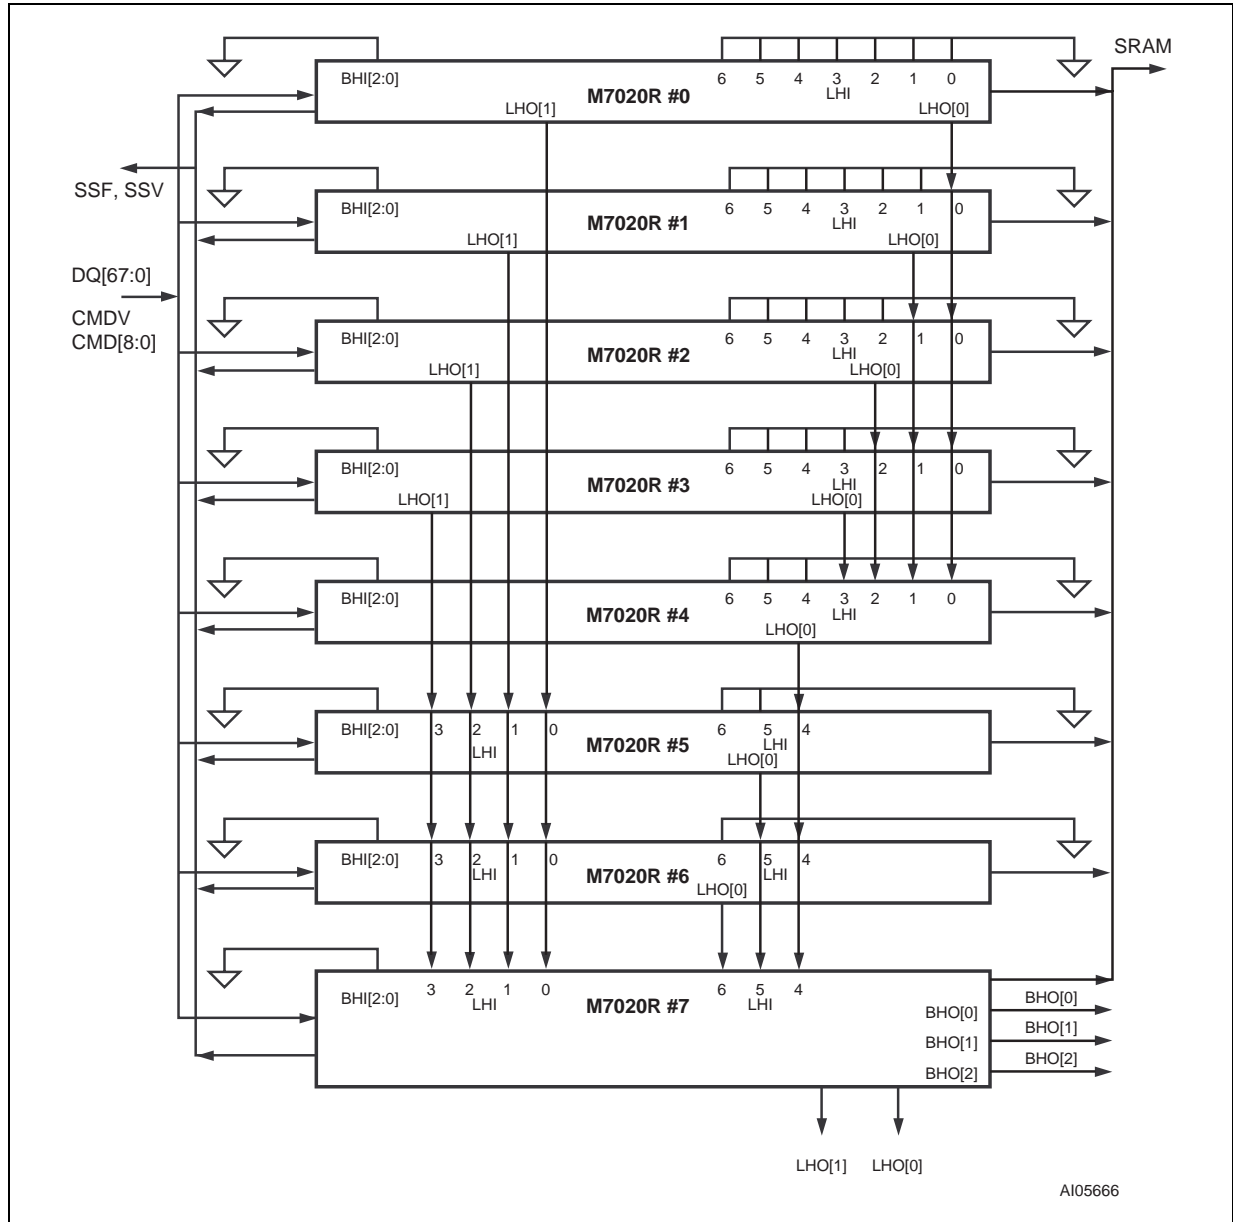 SRAM
BHI[2:0] 6 5 4 3 2 1 0
LHI
M7020R #0
LHO[1] LHO[0]
SSF, SSV
BHI[2:0] 6 5 4 3 2 1 0
LHI
M7020R #1
LHO[1] LHO[0]
DQ[67:0]
CMDV
CMD[8:0]
BHI[2:0] 6 5 4 3 2 1 0
LHI
M7020R #2
LHO[1] LHO[0]
BHI[2:0] 6 5 4 3 2 1 0
LHI
M7020R #3
LHO[1] LHO[0]
BHI[2:0] 6 5 4 3 2 1 0
LHI
M7020R #4
LHO[0]
BHI[2:0] 3 2 1 0 6 5 4
LHI M7020R #5 LHI
LHO[0]
BHI[2:0] 3 2 1 0 6 5 4
LHI M7020R #6 LHI
LHO[0]
BHI[2:0] 3 2 1 0 6 5 4
LHI M7020R #7 LHI
BHO[0] BHO[0]
BHO[1] BHO[1]
BHO[2] BHO[2]
LHO[1] LHO[0]
AI05666